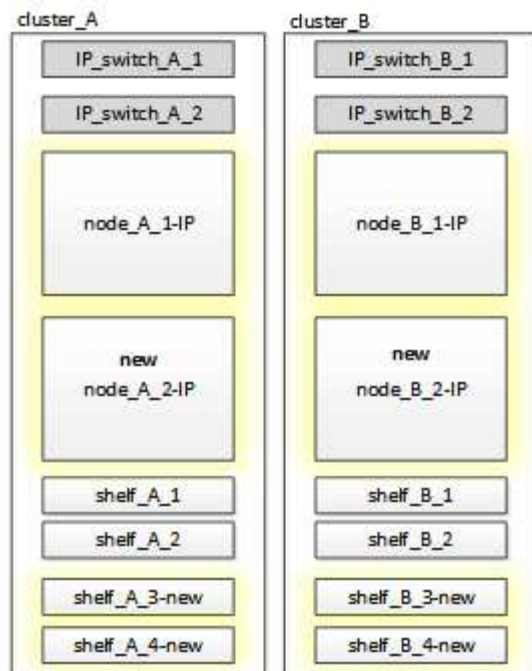 cluster_A
IP_switch_A_1
IP_switch_A_2
node_A_1-IP
new
node_A_2-IP
shelf_A_1
shelf_A_2
shelf_A_3-new
shelf_A_4-new
cluster_B
IP_switch_B_1
IP_switch_B_2
node_B_1-IP
new
node_B_2-IP
shelf_B_1
shelf_B_2
shelf_B_3-new
shelf_B_4-new